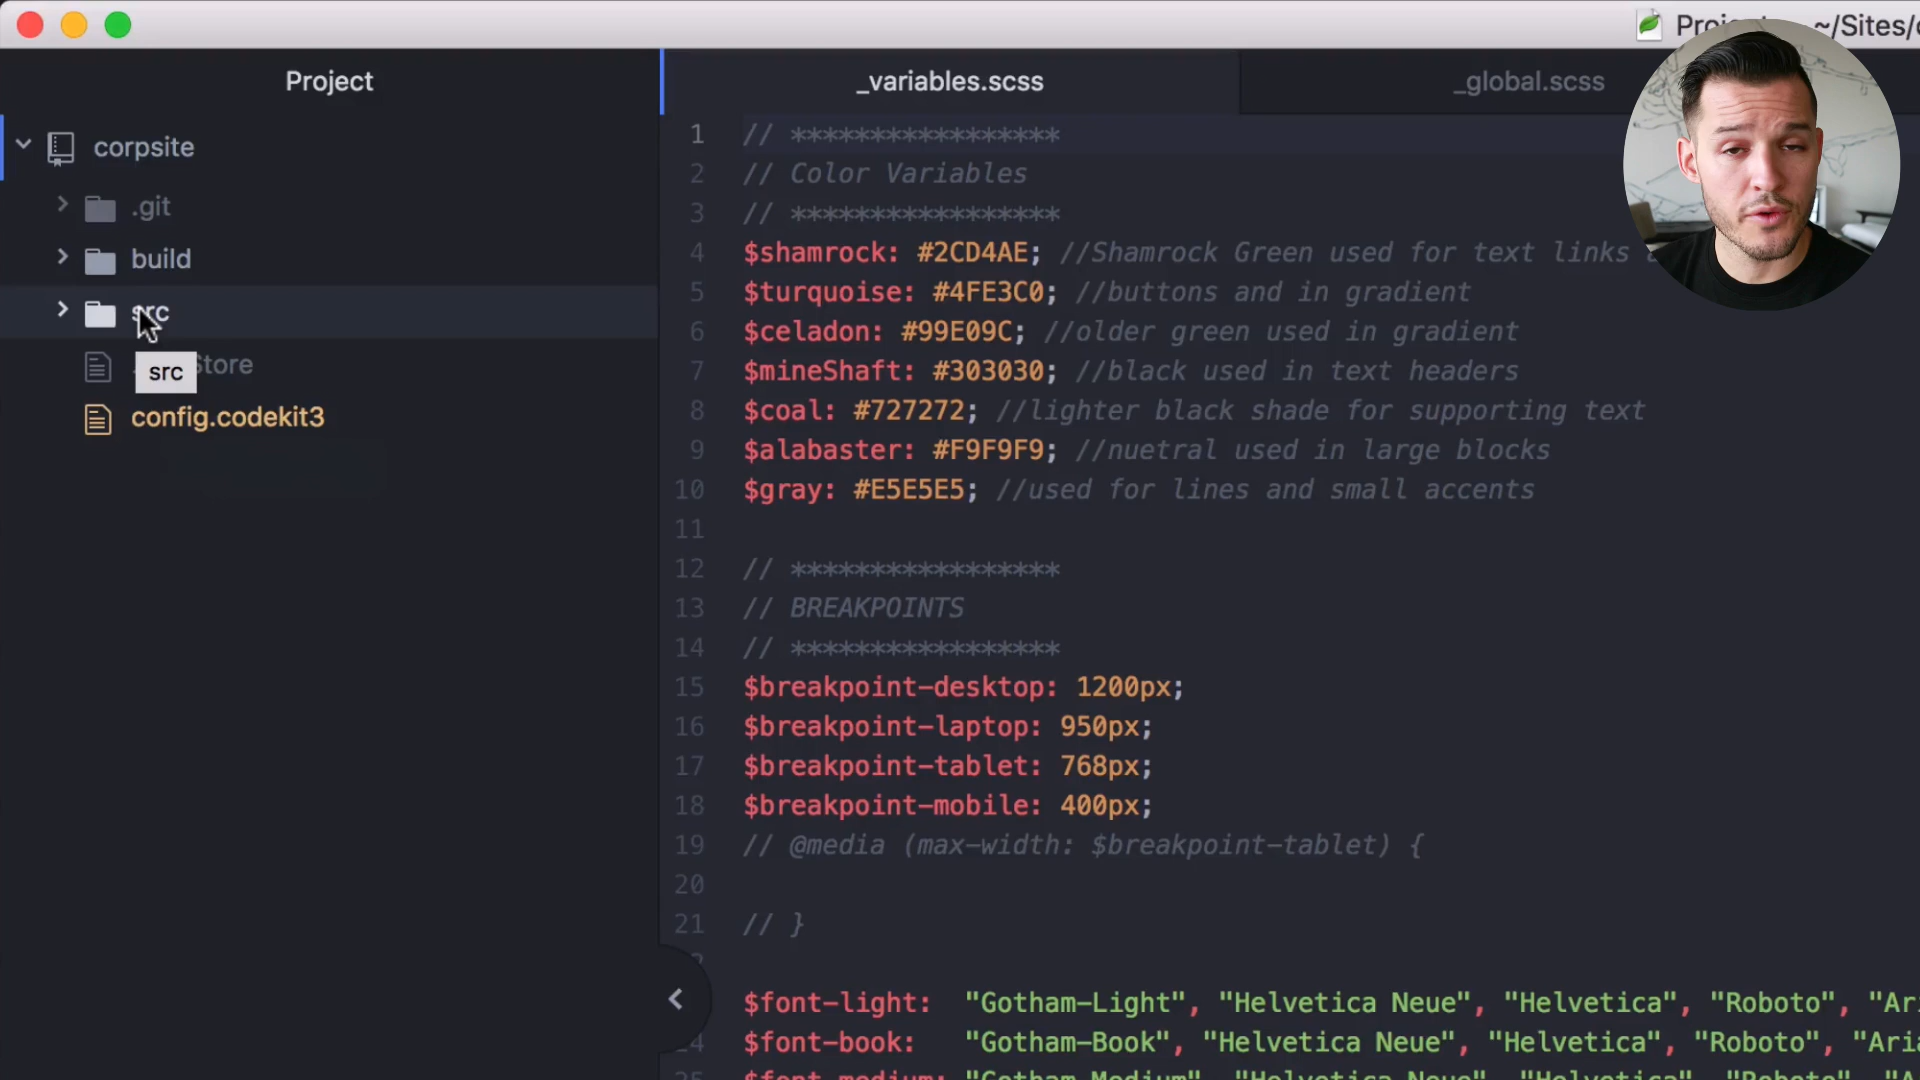 ~/Sites/
Project
_variables.scss
_global.scss
corpsite
.git
build
src
src
Store
config.codekit3
1 // *****************
2 // Color Variables
3 // *****************
4 $shamrock: #2CD4AE; //Shamrock Green used for text links
5 $turquoise: #4FE3C0; //buttons and in gradient
6 $celadon: #99E09C; //older green used in gradient
7 $mineShaft: #303030; //black used in text headers
8 $coal: #727272; //lighter black shade for supporting text
9 $alabaster: #F9F9F9; //nuetral used in large blocks
10 $gray: #E5E5E5; //used for lines and small accents
11
12 // *****************
13 // BREAKPOINTS
14 // *****************
15 $breakpoint-desktop: 1200px;
16 $breakpoint-laptop: 950px;
17 $breakpoint-tablet: 768px;
18 $breakpoint-mobile: 400px;
19 // @media (max-width: $breakpoint-tablet) {
20
21 // }
$font-light: "Gotham-Light", "Helvetica Neue", "Helvetica", "Roboto", "Ar
$font-book: "Gotham-Book", "Helvetica Neue", "Helvetica", "Roboto", "Aria